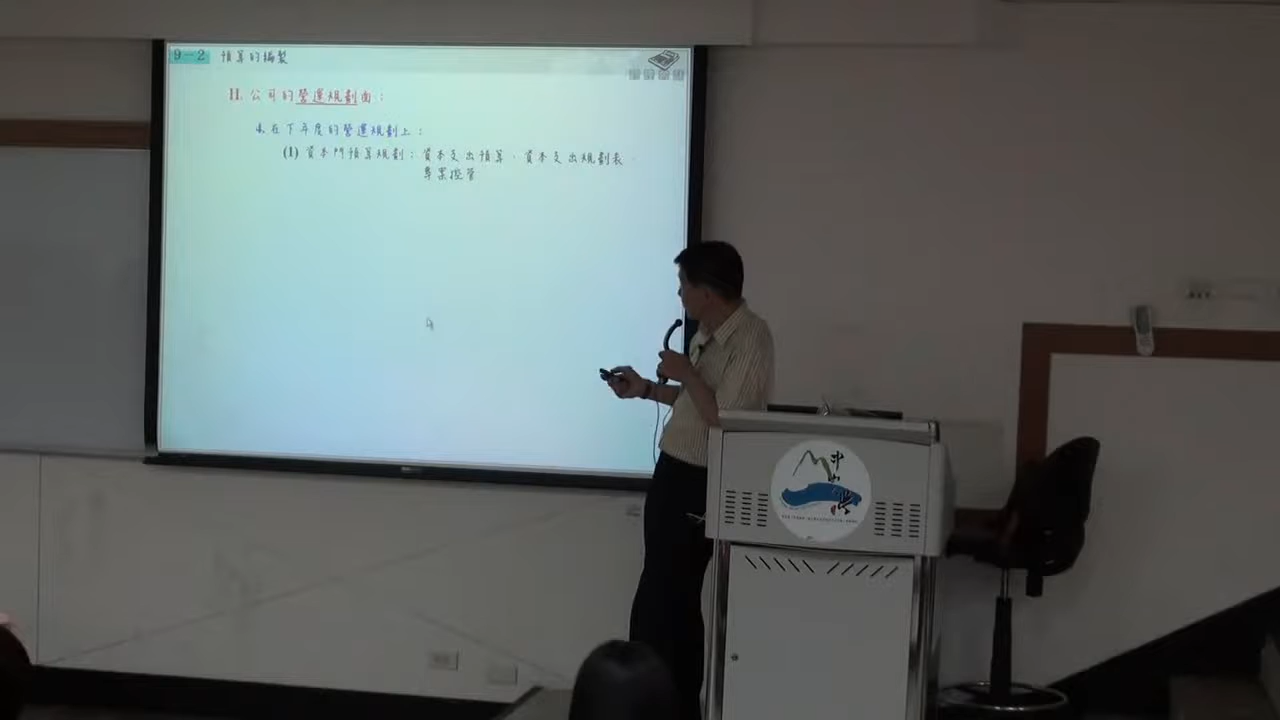 9-2 預算的編製
II. 公司的營運規劃面：
在下年度的營運規劃上：
(1) 資本門預算規劃：資本支出預算、資本支出規劃表、
專案控管
中山